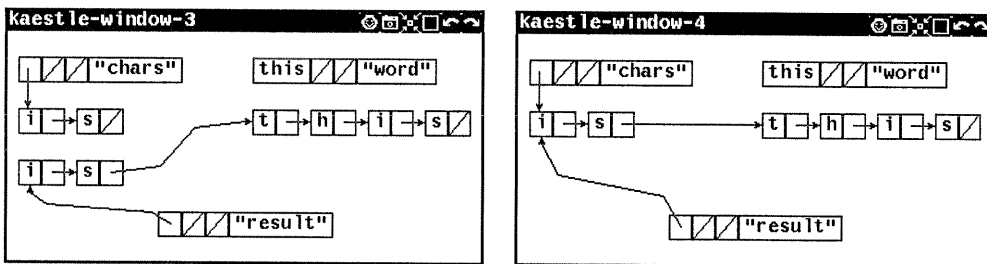 kaestle-window-3
"chars" this "word"
i s t h i s
i s
"result"
kaestle-window-4
"chars" this "word"
i s t h i s
"result"